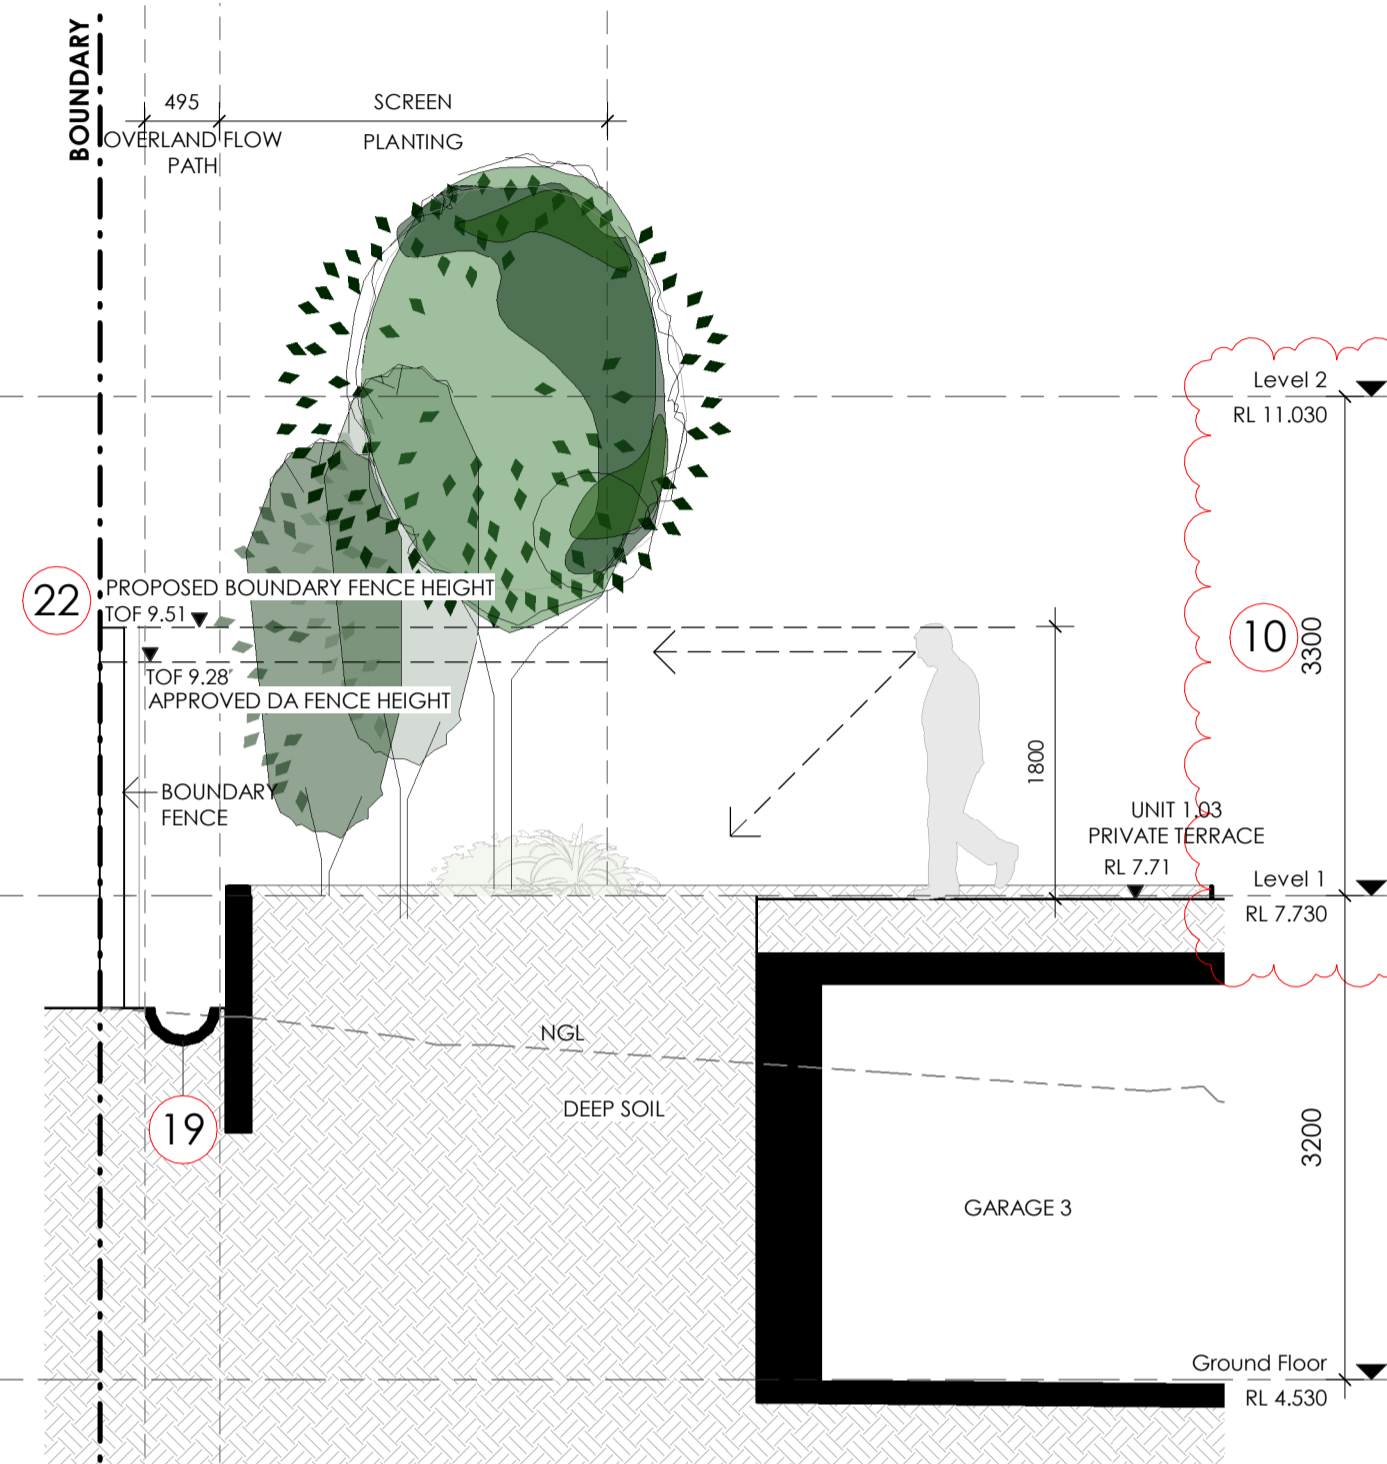 BOUNDARY
495
SCREEN
OVERLAND FLOW
PATH
PLANTING
Level 2
RL 11.030
22
PROPOSED BOUNDARY FENCE HEIGHT
TOF 9.51
TOF 9.28
APPROVED DA FENCE HEIGHT
10
3300
1800
BOUNDARY
FENCE
UNIT 1.03
PRIVATE TERRACE
RL 7.71
Level 1
RL 7.730
NGL
DEEP SOIL
19
3200
GARAGE 3
Ground Floor
RL 4.530